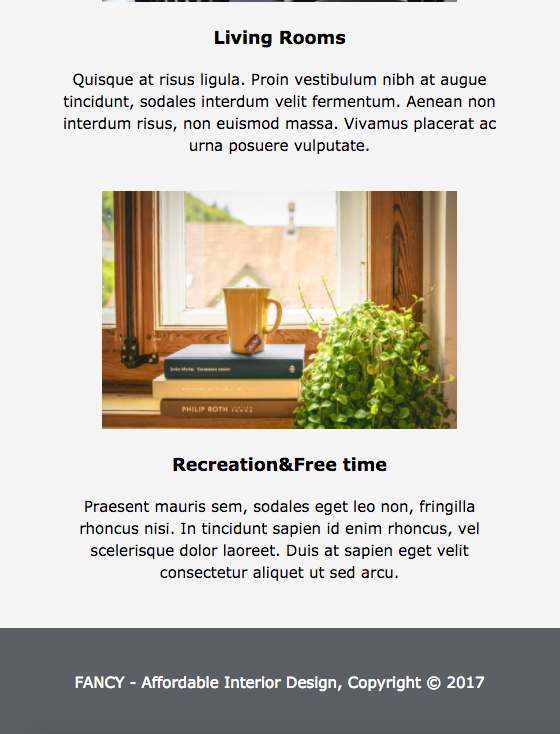 Living Rooms
Quisque at risus ligula. Proin vestibulum nibh at augue
tincidunt, sodales interdum velit fermentum. Aenean non
interdum risus, non euismod massa. Vivamus placerat ac
urna posuere vulputate.
PHILIP ROTH
Recreation&Free time
Praesent mauris sem, sodales eget leo non, fringilla
rhoncus nisi. In tincidunt sapien id enim rhoncus, vel
scelerisque dolor laoreet. Duis at sapien eget velit
consectetur aliquet ut sed arcu.
FANCY - Affordable Interior Design, Copyright © 2017